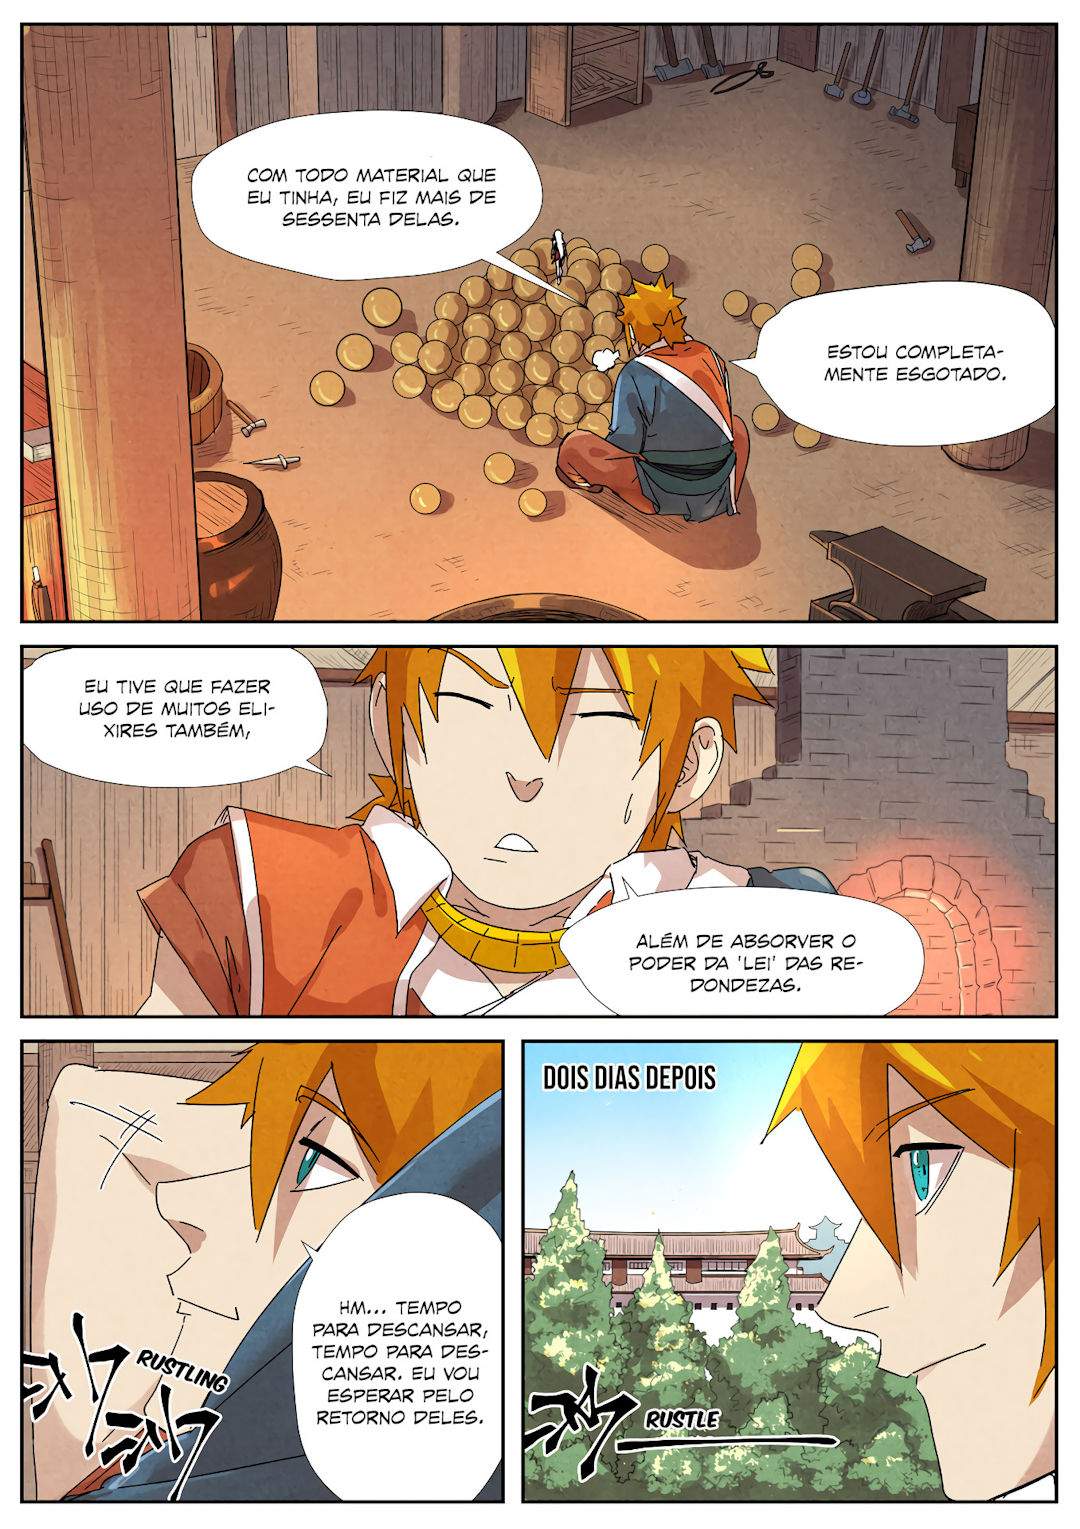 COM TODO MATERIAL QUE
EU TINHA, EU FIZ MAIS DE
SESSENTA DELAS.
ESTOU COMPLETA-
MENTE ESGOTADO.
EU TIVE QUE FAZER
USO DE MUITOS ELI-
XIRES TAMBÉM,
ALÉM DE ABSORVER O
PODER DA 'LEI' DAS RE-
DONDEZAS.
HM... TEMPO
PARA DESCANSAR,
TEMPO PARA DES-
CANSAR. EU VOU
ESPERAR PELO
RETORNO DELES.
RUSTLING
DOIS DIAS DEPOIS
RUSTLE